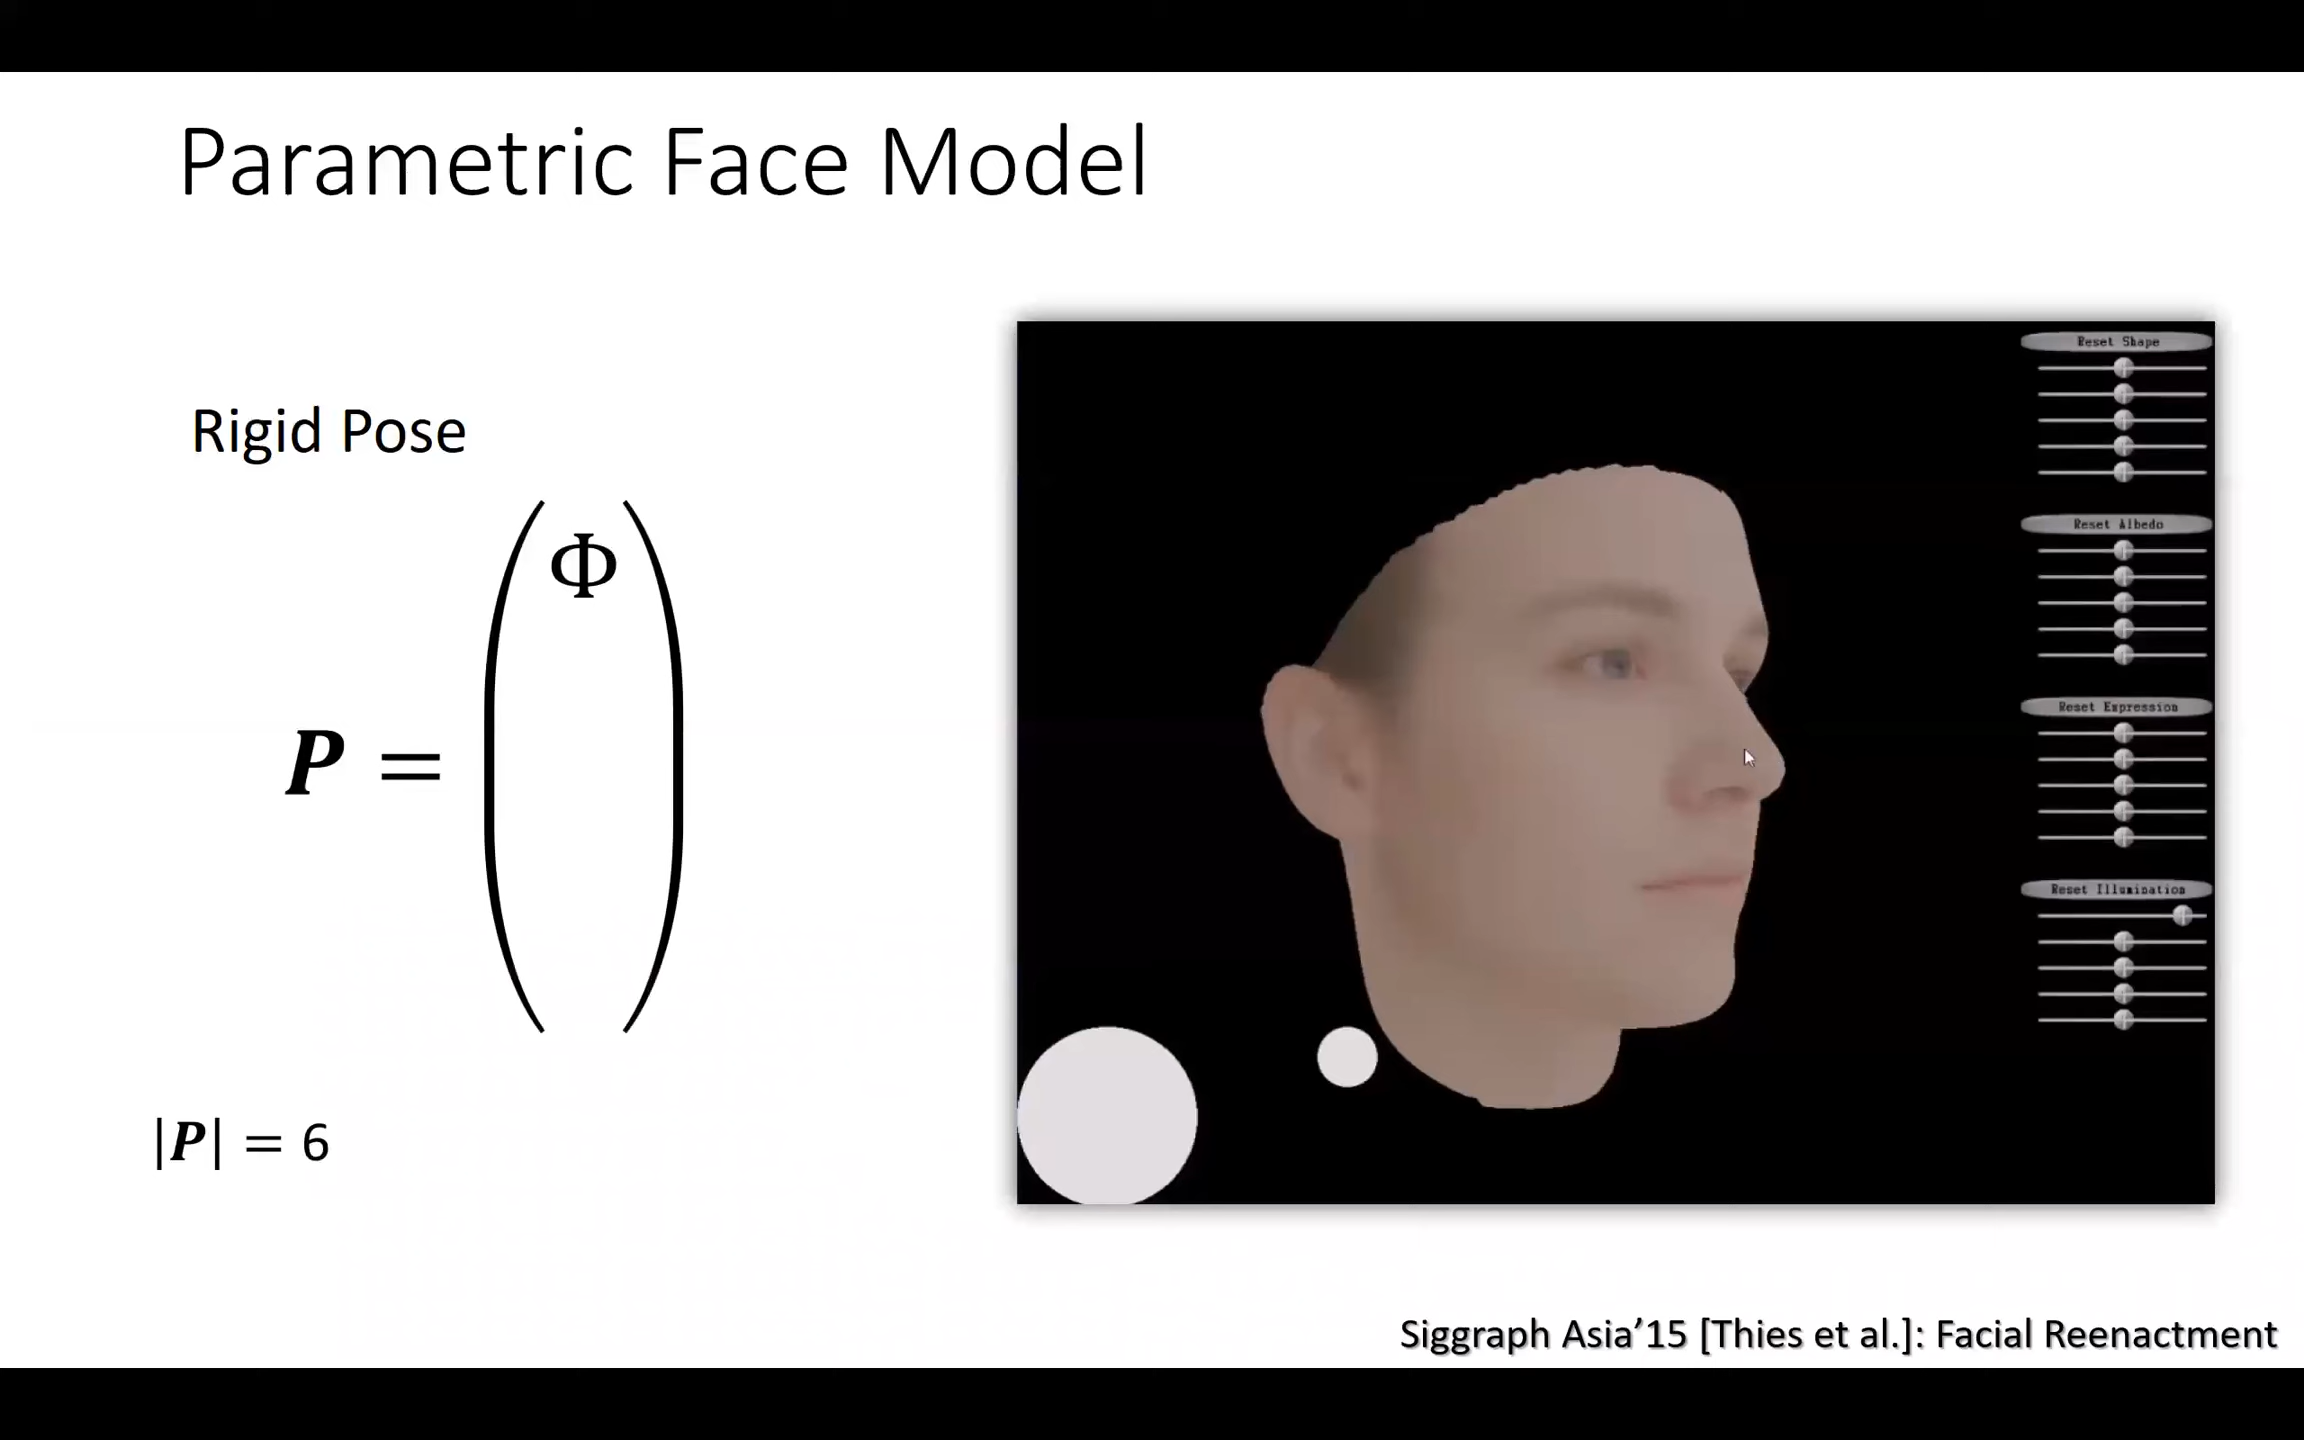 Parametric Face Model
Rigid Pose
Φ
P =
|P| = 6
Reset Shape
Reset Albedo
Reset Expression
Reset Illumination
Siggraph Asia’15 [Thies et al.]: Facial Reenactment